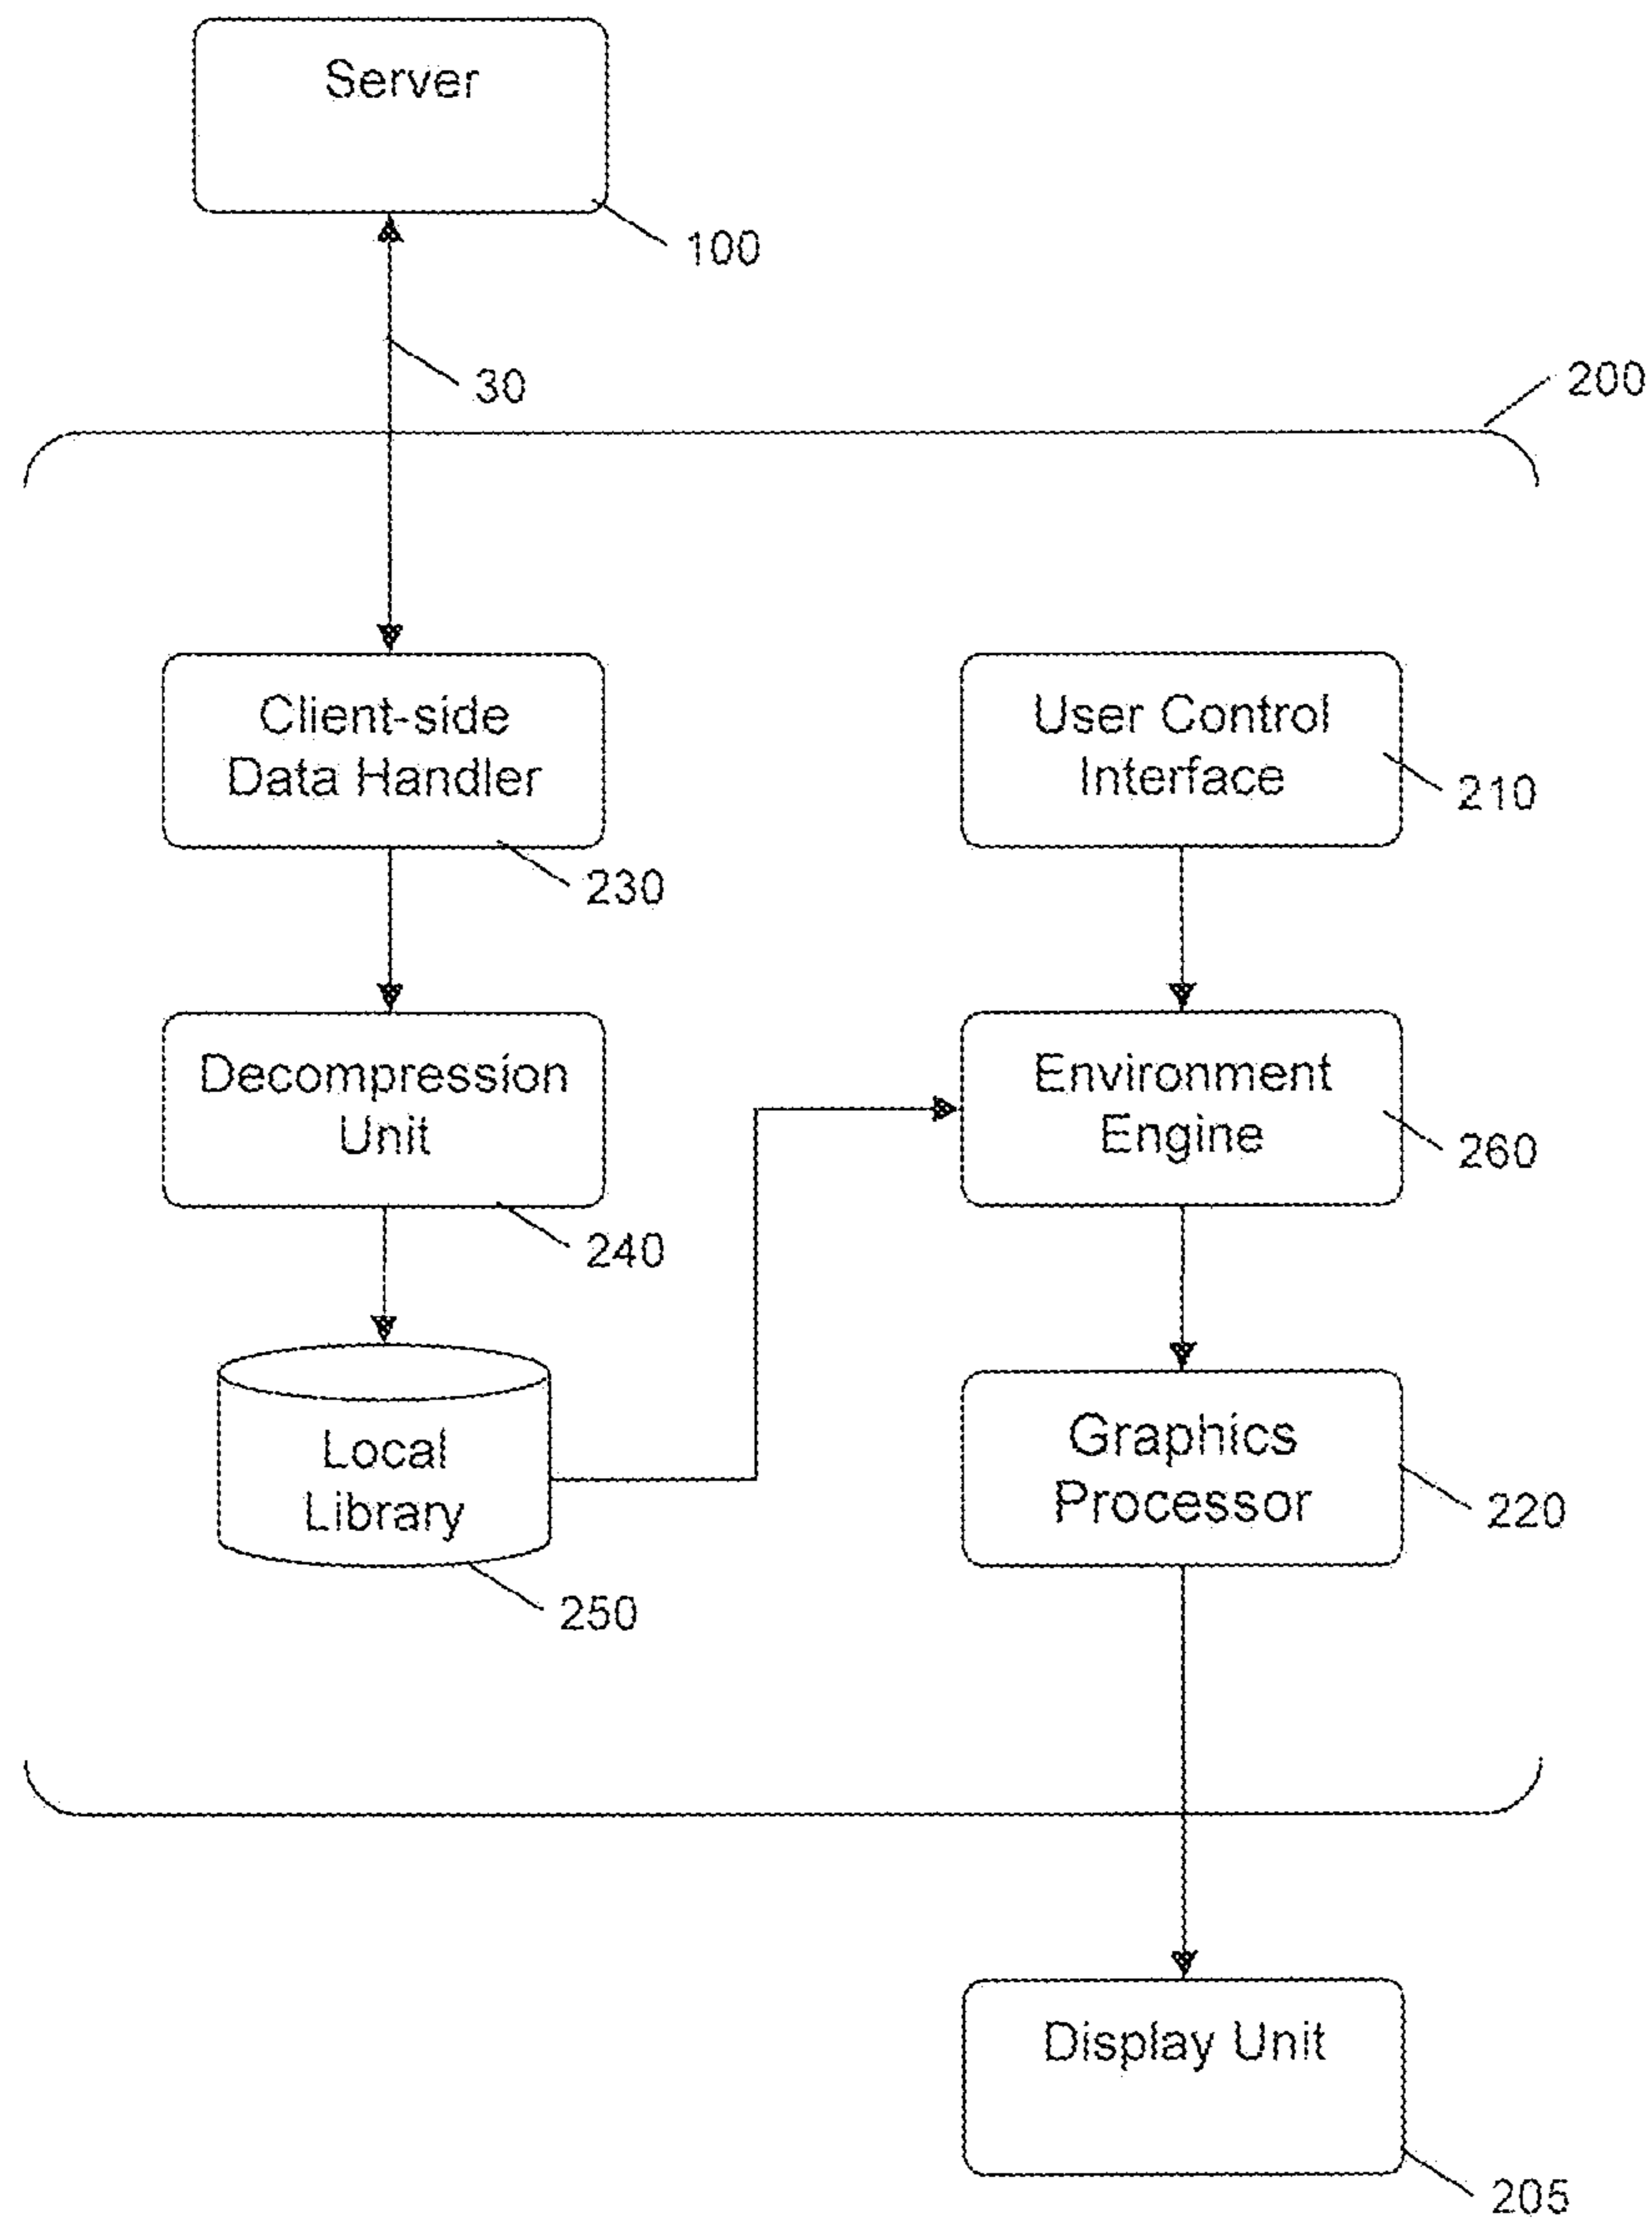 Server
100
30
200
Client-side
Data Handler
230
User Control
Interface
210
Decompression
Unit
240
Environment
Engine
260
Local
Library
250
Graphics
Processor
220
Display Unit
205